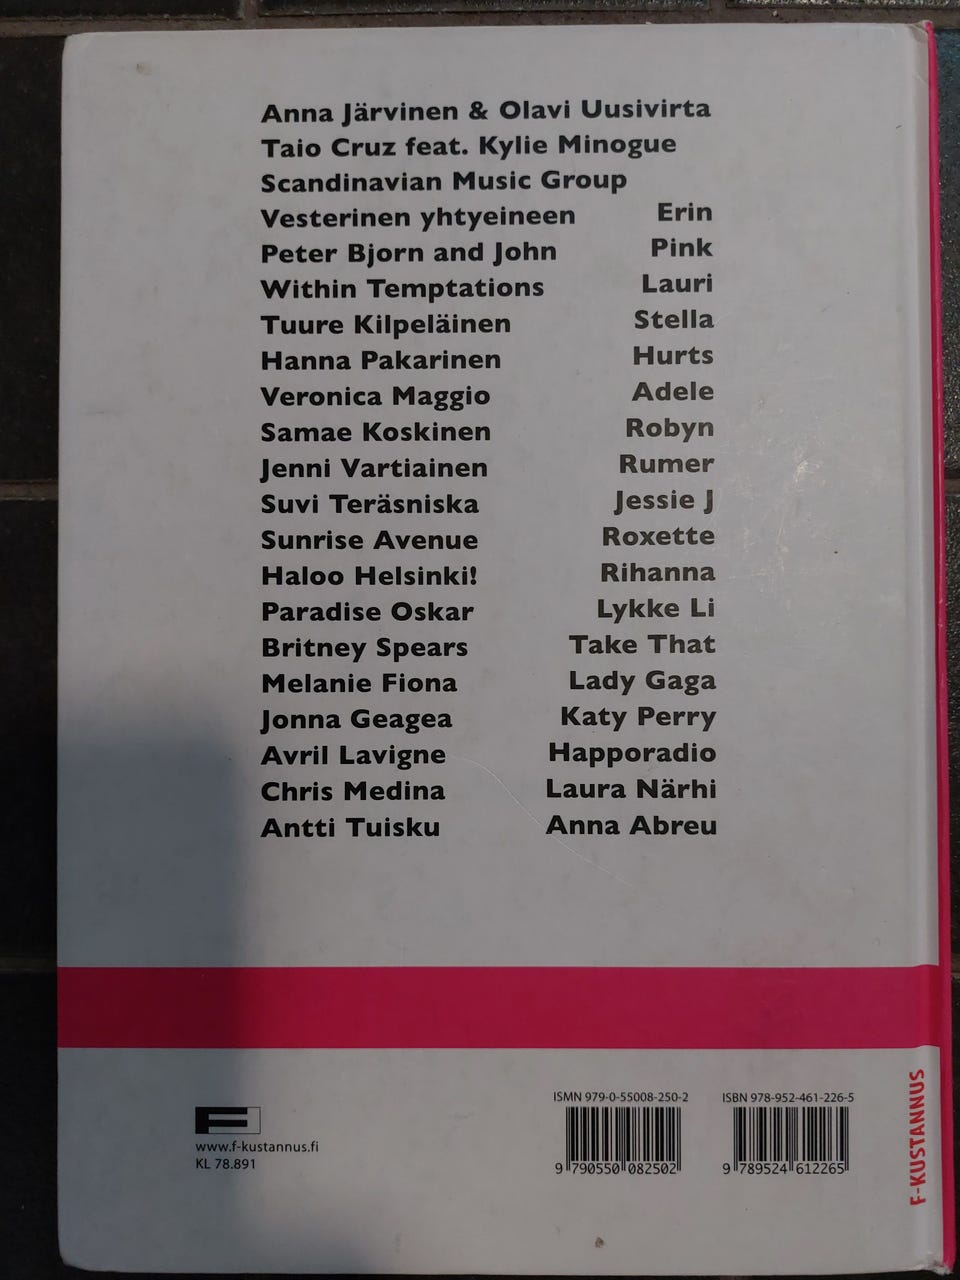 Anna Järvinen & Olavi Uusivirta
Taio Cruz feat. Kylie Minogue
Scandinavian Music Group
Vesterinen yhtyeineen Erin
Peter Bjorn and John Pink
Within Temptations Lauri
Tuure Kilpeläinen Stella
Hanna Pakarinen Hurts
Veronica Maggio Adele
Samae Koskinen Robyn
Jenni Vartiainen Rumer
Suvi Teräsniska Jessie J
Sunrise Avenue Roxette
Haloo Helsinki! Rihanna
Paradise Oskar Lykke Li
Britney Spears Take That
Melanie Fiona Lady Gaga
Jonna Geagea Katy Perry
Avril Lavigne Happoradio
Chris Medina Laura Närhi
Antti Tuisku Anna Abreu
F
www.f-kustannus.fi
KL 78.891
ISMN 979-0-55008-250-2
9 790550 082502
ISBN 978-952-461-226-5
9 789524 612265
F-KUSTANNUS